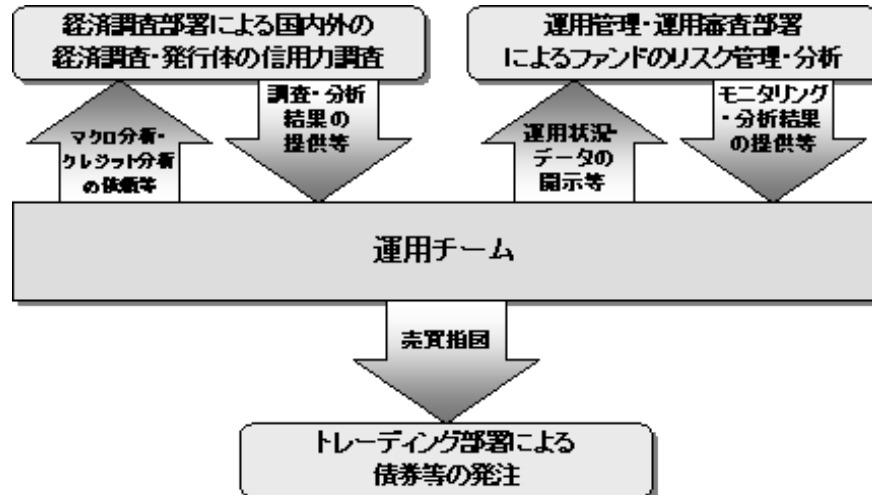 経済調査部署による国内外の
経済調査・発行体の信用力調査
運用管理・運用審査部署
によるファンドのリスク管理・分析
マクロ分析・
クレジット分析
の依頼等
調査・分析
結果の
提供等
運用状況・
データの
開示等
モニタリング
・分析結果
の提供等
運用チーム
売買指図
トレーディング部署による
債券等の発注